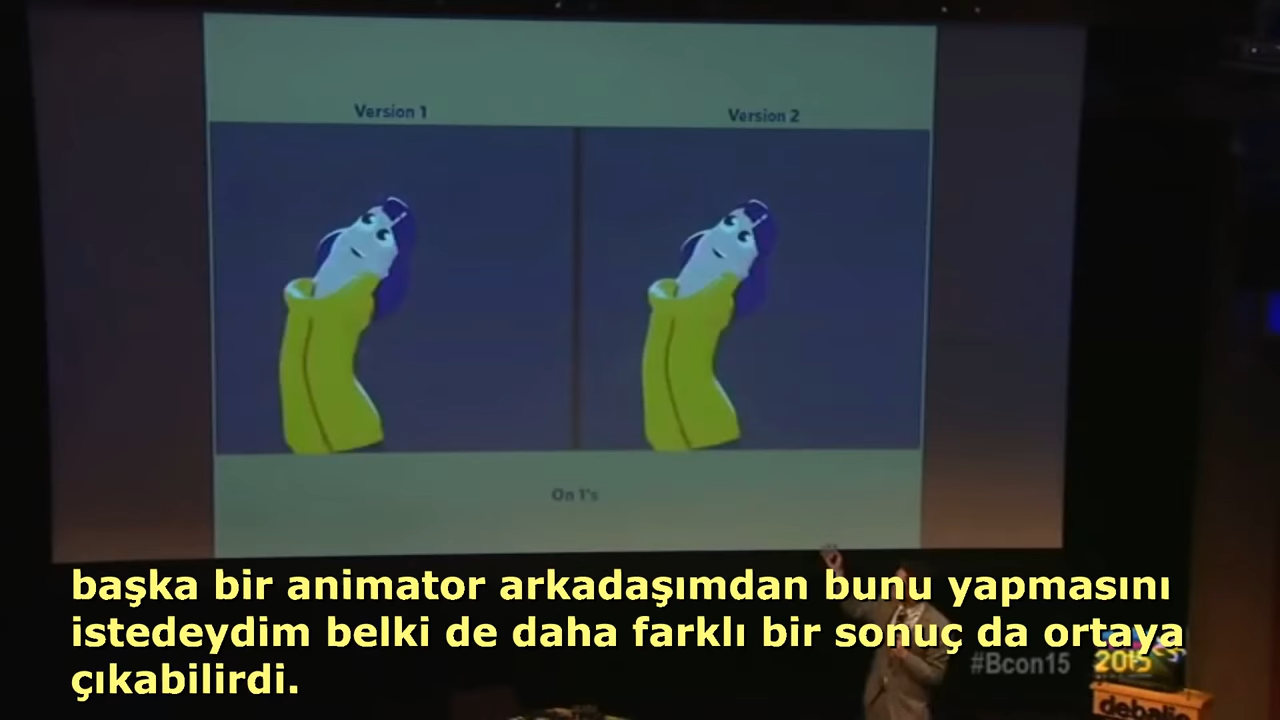 Version 1
Version 2
On 1's
başka bir animator arkadaşımdan bunu yapmasını
istedeydim belki de daha farklı bir sonuç da ortaya
çıkabilirdi.
#Bcon15
2015
debalie